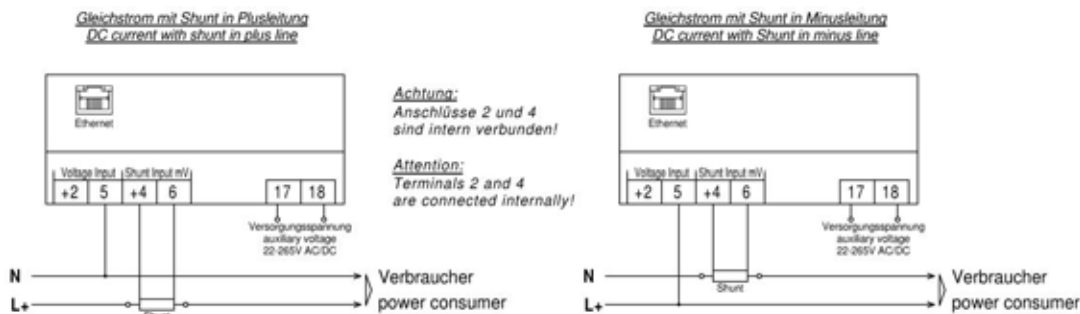 Gleichstrom mit Shunt in Plusleitung
DC current with shunt in plus line
Ethernet
Voltage Input Shunt Input mV
+2 5 +4 6 17 18
Versorgungsspannung
auxiliary voltage
22-265V AC/DC
N
L+
Shunt
Verbraucher
power consumer
Achtung:
Anschlüsse 2 und 4
sind intern verbunden!
Attention:
Terminals 2 and 4
are connected internally!
Gleichstrom mit Shunt in Minusleitung
DC current with Shunt in minus line
Ethernet
Voltage Input Shunt Input mV
+2 5 +4 6 17 18
Versorgungsspannung
auxiliary voltage
22-265V AC/DC
N
Shunt
L+
Verbraucher
power consumer